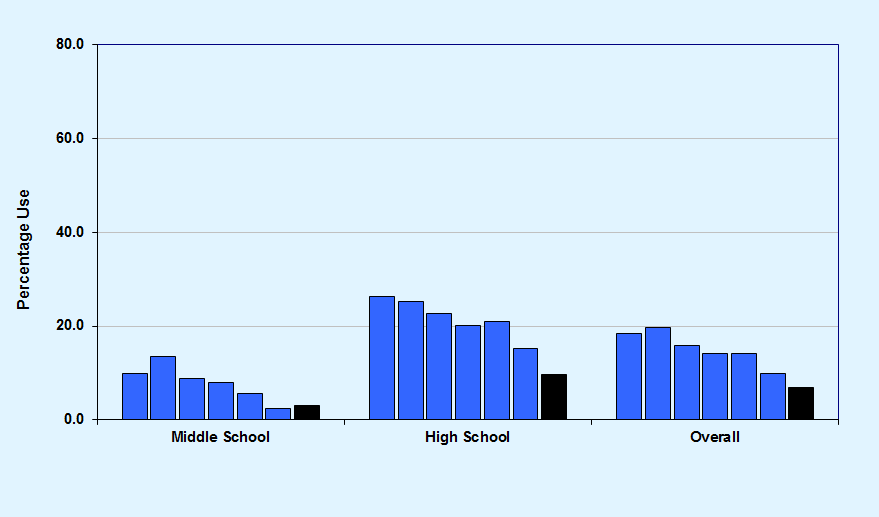 80.0
60.0
40.0
20.0
0.0
Percentage Use
Middle School
High School
Overall